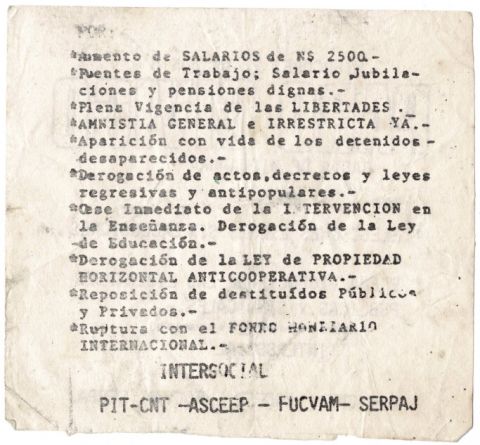 POR:
*Aumento de SALARIOS de N$ 2500.-
*Fuentes de Trabajo; Salario Jubila-
ciones y pensiones dignas.-
*Plena Vigencia de las LIBERTADES.-
*AMNISTIA GENERAL e IRRESTRICTA YA.-
*Aparición con vida de los detenidos-
desaparecidos.-
*Derogación de actos,decretos y leyes
regresivas y antipopulares.-
*Cese Inmediato de la INTERVENCION en
la Enseñanza. Derogación de la Ley
de Educación.-
*Derogación de la LEY de PROPIEDAD
HORIZONTAL ANTICOOPERATIVA.-
*Reposición de destituídos Públicos
y Privados.-
*Ruptura con el FONDO MONETARIO
INTERNACIONAL.-
INTERSOCIAL
PIT-CNT -ASCEEP - FUCVAM- SERPAJ